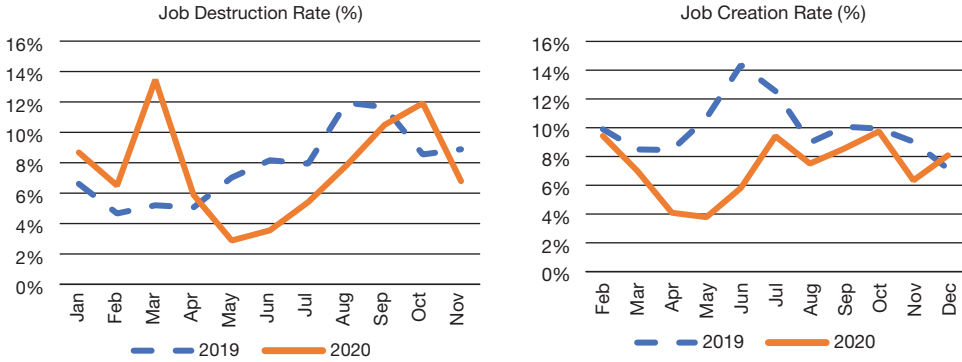 Job Destruction Rate (%)
16%
14%
12%
10%
8%
6%
4%
2%
0%
Jan
Feb
Mar
Apr
May
Jun
Jul
Aug
Sep
Oct
Nov
2019
2020
Job Creation Rate (%)
16%
14%
12%
10%
8%
6%
4%
2%
0%
Feb
Mar
Apr
May
Jun
Jul
Aug
Sep
Oct
Nov
Dec
2019
2020